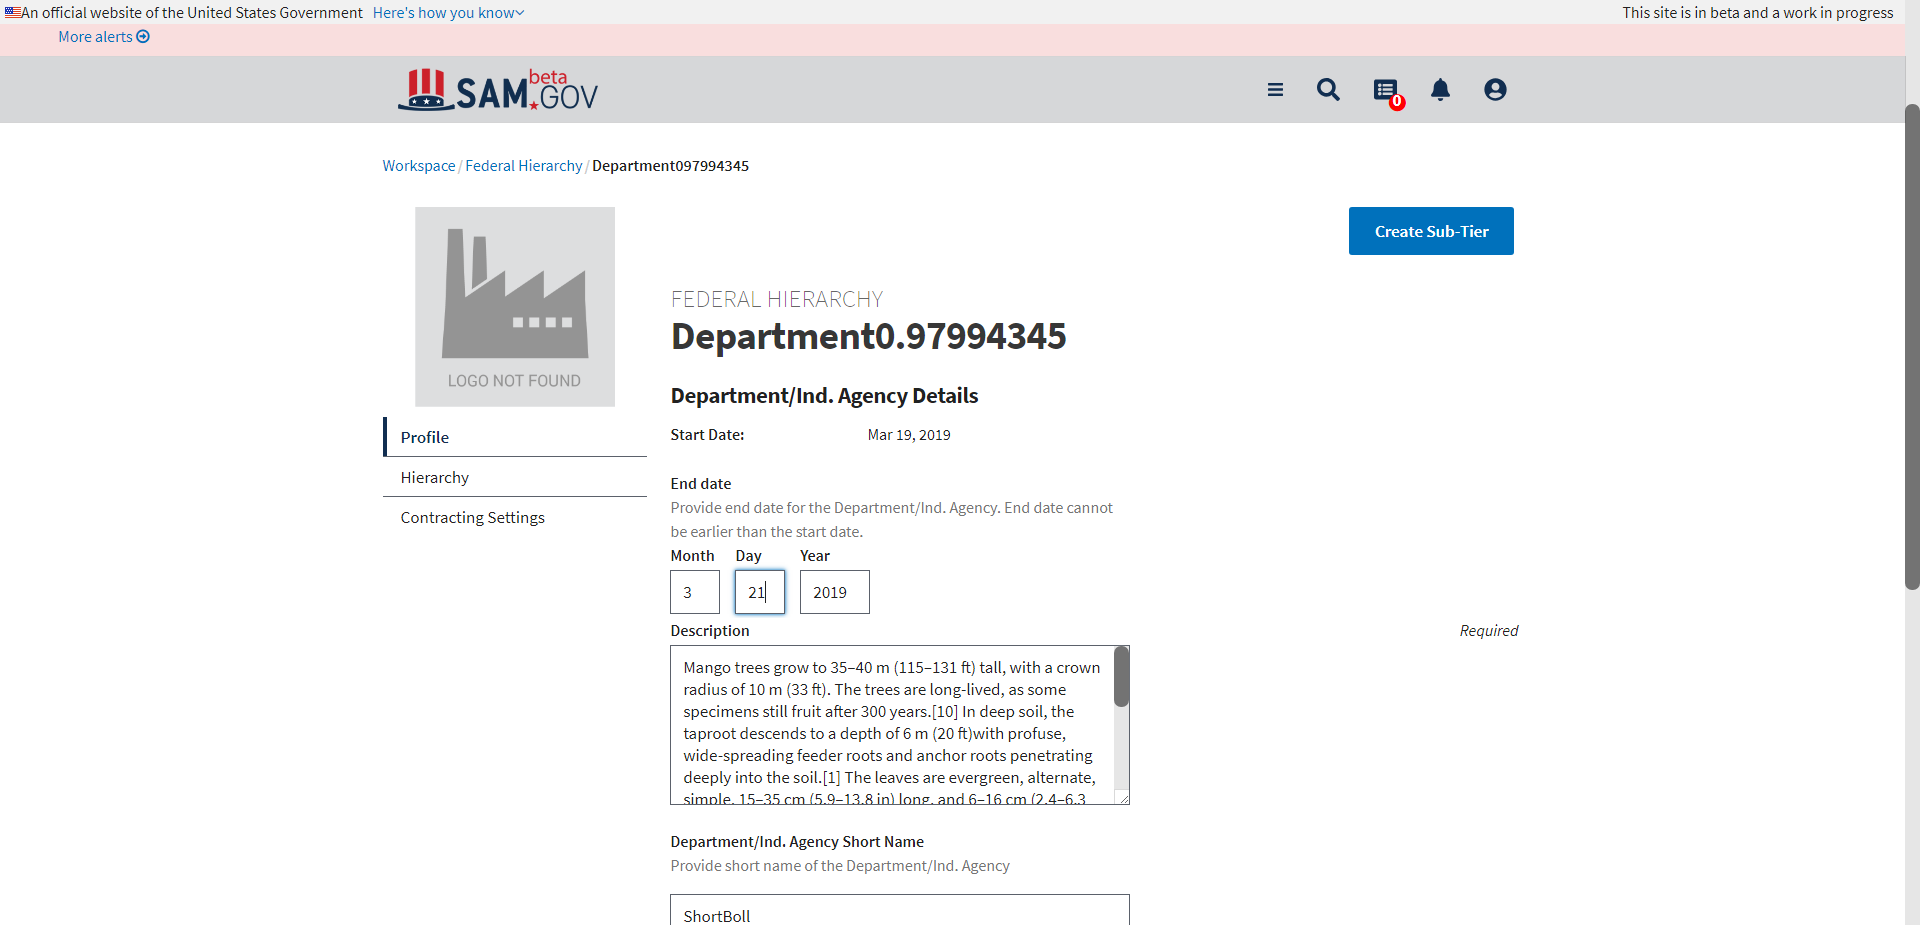 An official website of the United States Government Here's how you know
This site is in beta and a work in progress
More alerts
SAM.GOV beta
0
Workspace / Federal Hierarchy / Department097994345
LOGO NOT FOUND
Create Sub-Tier
Profile
Hierarchy
Contracting Settings
FEDERAL HIERARCHY
Department0.97994345
Department/Ind. Agency Details
Start Date: Mar 19, 2019
End date
Provide end date for the Department/Ind. Agency. End date cannot
be earlier than the start date.
Month Day Year
3 21 2019
Description Required
Mango trees grow to 35–40 m (115–131 ft) tall, with a crown
radius of 10 m (33 ft). The trees are long-lived, as some
specimens still fruit after 300 years.[10] In deep soil, the
taproot descends to a depth of 6 m (20 ft)with profuse,
wide-spreading feeder roots and anchor roots penetrating
deeply into the soil.[1] The leaves are evergreen, alternate,
simple, 15–35 cm (5.9–13.8 in) long, and 6–16 cm (2.4–6.3
Department/Ind. Agency Short Name
Provide short name of the Department/Ind. Agency
ShortBoll